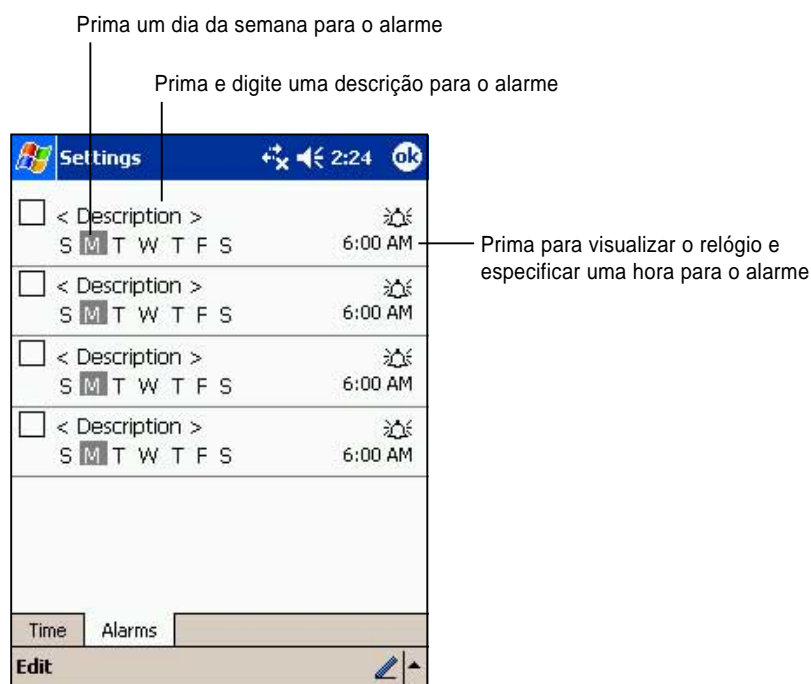 Prima um dia da semana para o alarme
Prima e digite uma descrição para o alarme
Settings 2:24 ok
< Description >
S M T W T F S 6:00 AM
Prima para visualizar o relógio e
especificar uma hora para o alarme
< Description >
S M T W T F S 6:00 AM
< Description >
S M T W T F S 6:00 AM
< Description >
S M T W T F S 6:00 AM
Time Alarms
Edit